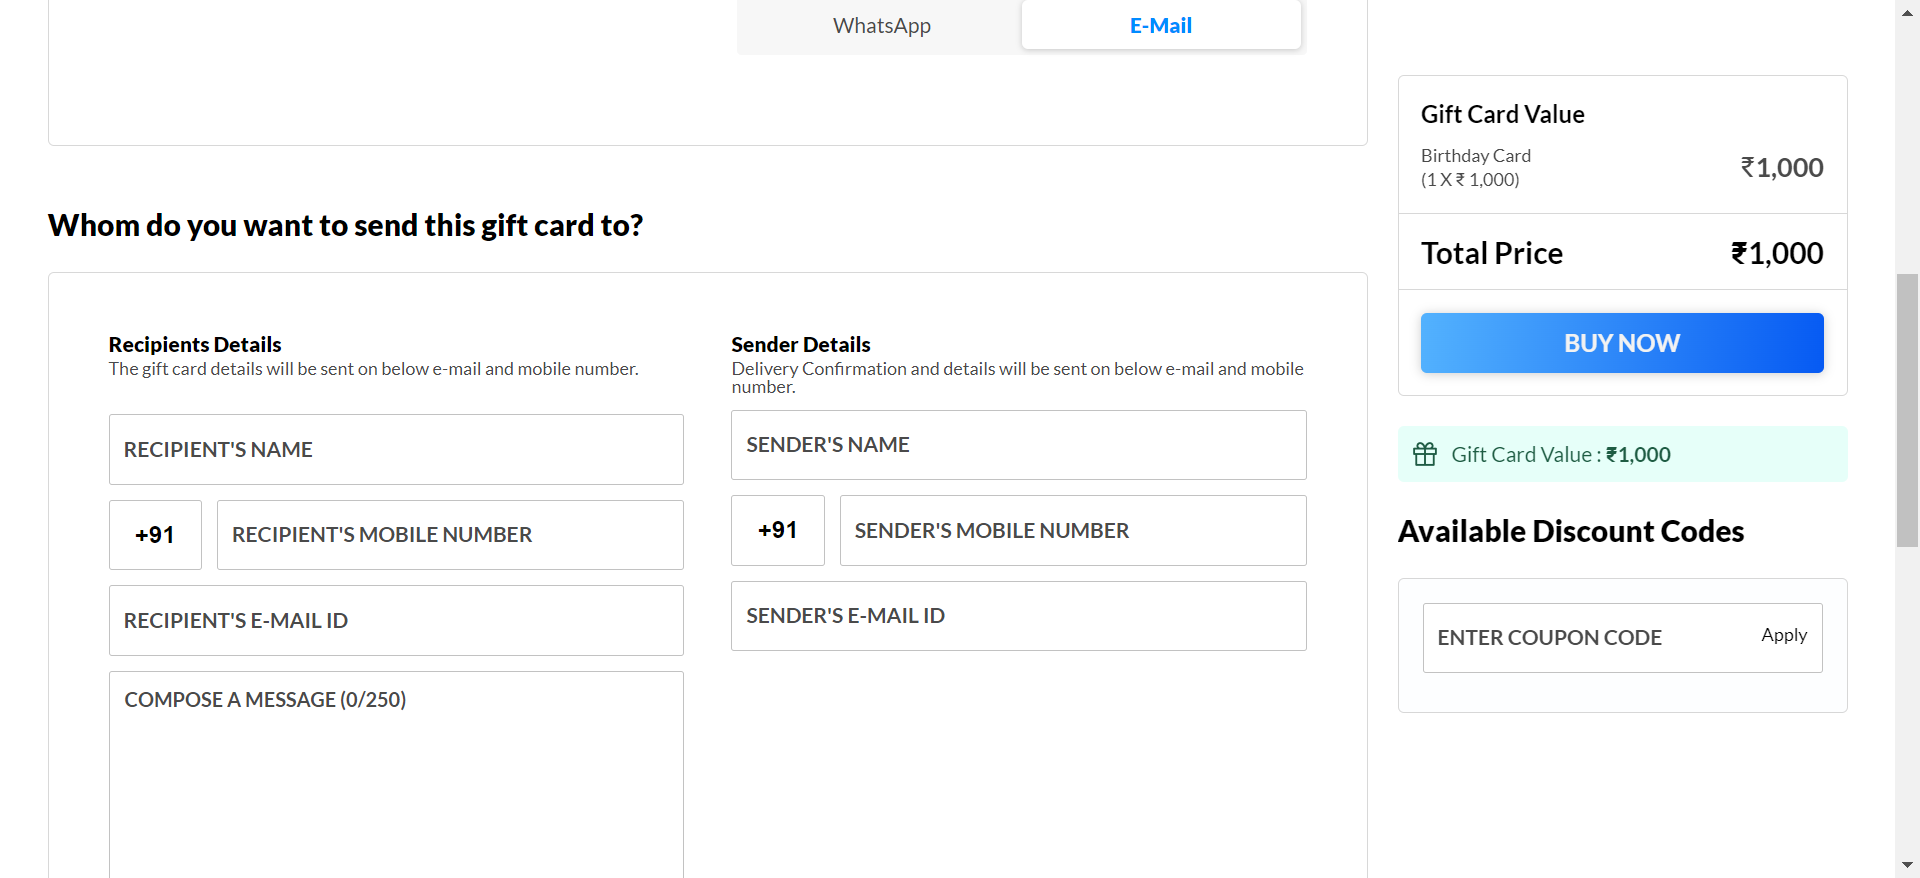 WhatsApp
E-Mail
Whom do you want to send this gift card to?
Recipients Details
The gift card details will be sent on below e-mail and mobile number.
RECIPIENT'S NAME
+91
RECIPIENT'S MOBILE NUMBER
RECIPIENT'S E-MAIL ID
COMPOSE A MESSAGE (0/250)
Sender Details
Delivery Confirmation and details will be sent on below e-mail and mobile
number.
SENDER'S NAME
+91
SENDER'S MOBILE NUMBER
SENDER'S E-MAIL ID
Gift Card Value
Birthday Card
(1 X ₹ 1,000)
₹1,000
Total Price
₹1,000
BUY NOW
Gift Card Value : ₹1,000
Available Discount Codes
ENTER COUPON CODE
Apply